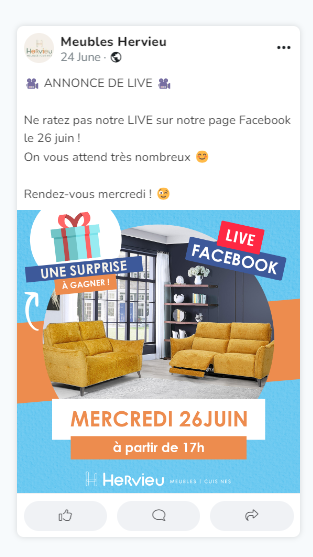 Meubles Hervieu
24 June ·
ANNONCE DE LIVE
Ne ratez pas notre LIVE sur notre page Facebook
le 26 juin !
On vous attend très nombreux 😊
Rendez-vous mercredi ! 😉
LIVE
FACEBOOK
UNE SURPRISE
À GAGNER !
MERCREDI 26JUIN
à partir de 17h
HERVIEU MEUBLES | CUISINES